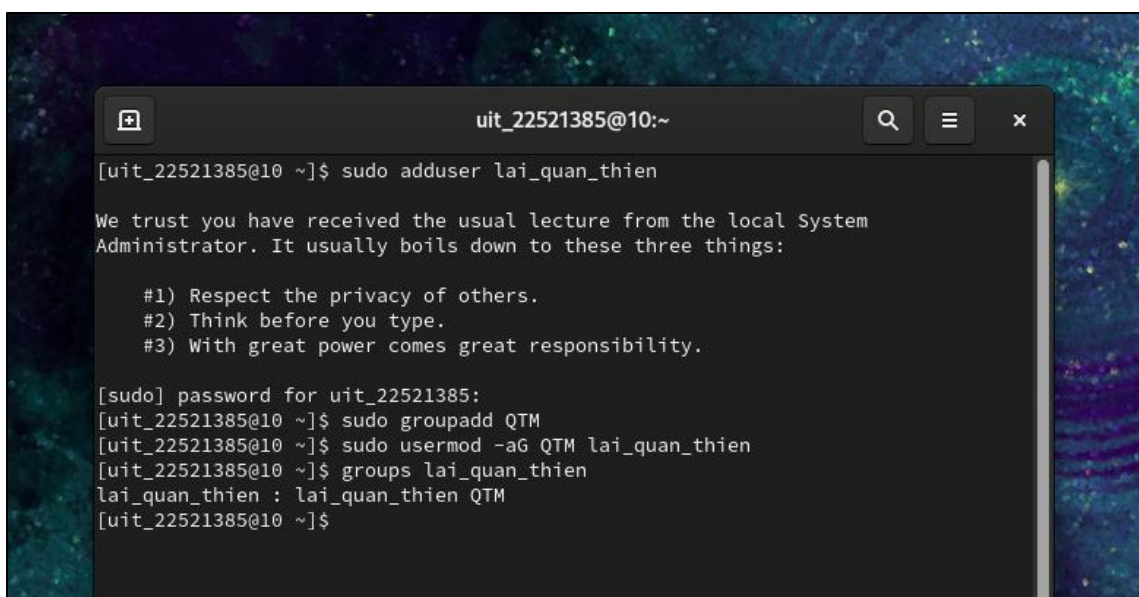 uit_22521385@10:~
[uit_22521385@10 ~]$ sudo adduser lai_quan_thien
We trust you have received the usual lecture from the local System
Administrator. It usually boils down to these three things:
#1) Respect the privacy of others.
#2) Think before you type.
#3) With great power comes great responsibility.
[sudo] password for uit_22521385:
[uit_22521385@10 ~]$ sudo groupadd QTM
[uit_22521385@10 ~]$ sudo usermod -aG QTM lai_quan_thien
[uit_22521385@10 ~]$ groups lai_quan_thien
lai_quan_thien : lai_quan_thien QTM
[uit_22521385@10 ~]$